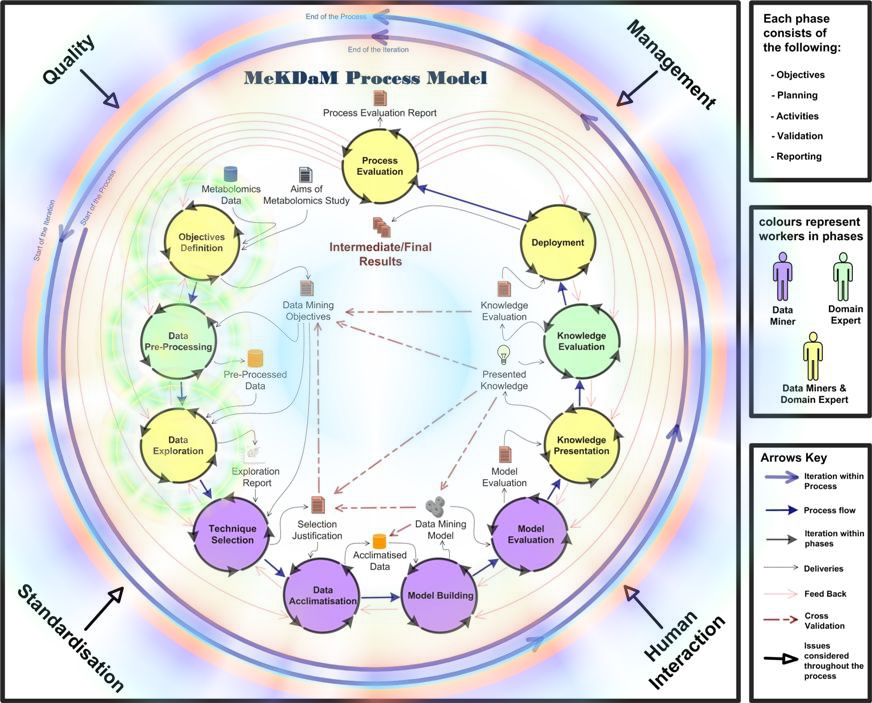 End of the Process
End of the Iteration
Quality
Management
MeKDaM Process Model
Process Evaluation Report
Process
Evaluation
Start of the Iteration
Start of the Process
Metabolomics
Data
Aims of
Metabolomics Study
Objectives
Definition
Intermediate/Final
Results
Deployment
Data Mining
Objectives
Knowledge
Evaluation
Data
Pre-Processing
Knowledge
Evaluation
Pre-Processed
Data
Presented
Knowledge
Data
Exploration
Knowledge
Presentation
Exploration
Report
Model
Evaluation
Technique
Selection
Selection
Justification
Data Mining
Model
Model
Evaluation
Acclimatised
Data
Data
Acclimatisation
Model Building
Standardisation
Human
Interaction
Each phase
consists of
the following:
- Objectives
- Planning
- Activities
- Validation
- Reporting
colours represent
workers in phases
Data
Miner
Domain
Expert
Data Miners &
Domain Expert
Arrows Key
Iteration within
Process
Process flow
Iteration within
phases
Deliveries
Feed Back
Cross
Validation
Issues
considered
throughout the
process